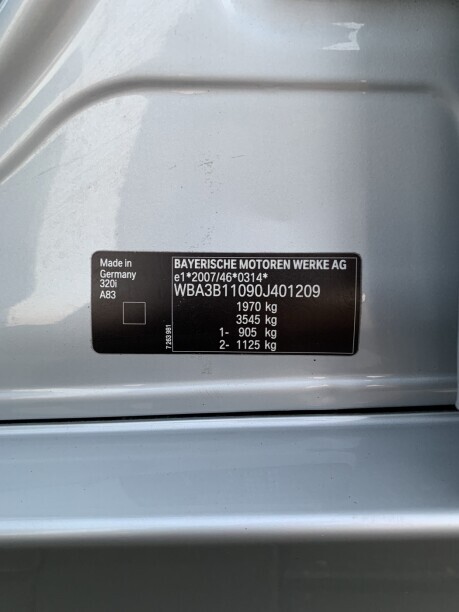 Made in
Germany
320i
A83
7 263 981
BAYERISCHE MOTOREN WERKE AG
e1*2007/46*0314*
WBA3B11090J401209
1970 kg
3545 kg
1- 905 kg
2- 1125 kg